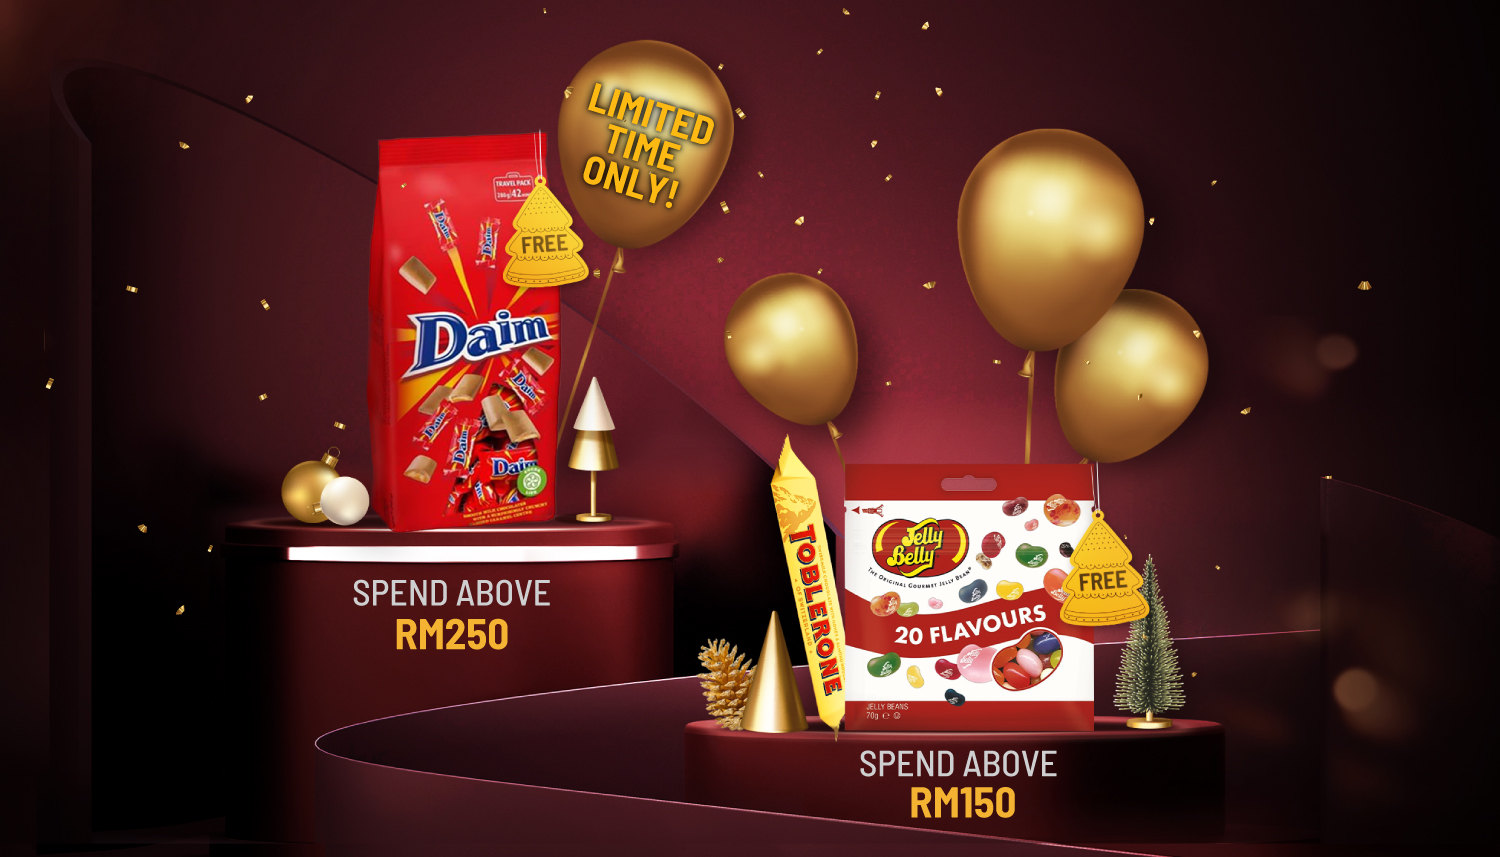 LIMITED
TIME
ONLY!
TRAVEL PACK
FREE
Daim
Daim
SPEND ABOVE
RM250
TOBLERONE
Jelly
Belly
THE ORIGINAL GOURMET JELLY BEAN®
FREE
20 FLAVOURS
JELLY BEANS
70g e
SPEND ABOVE
RM150